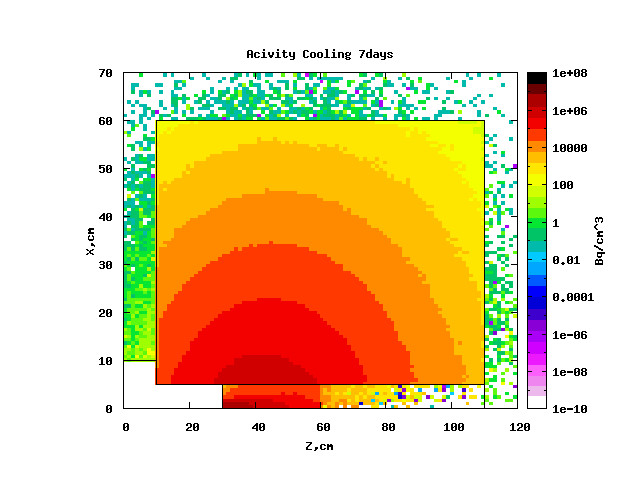 Acivity Cooling 7days
70
60
50
40
30
20
10
0
X,cm
0 20 40 60 80 100 120
Z,cm
1e+08
1e+06
10000
100
1
0.01
0.0001
1e-06
1e-08
1e-10
Bq/cm^3